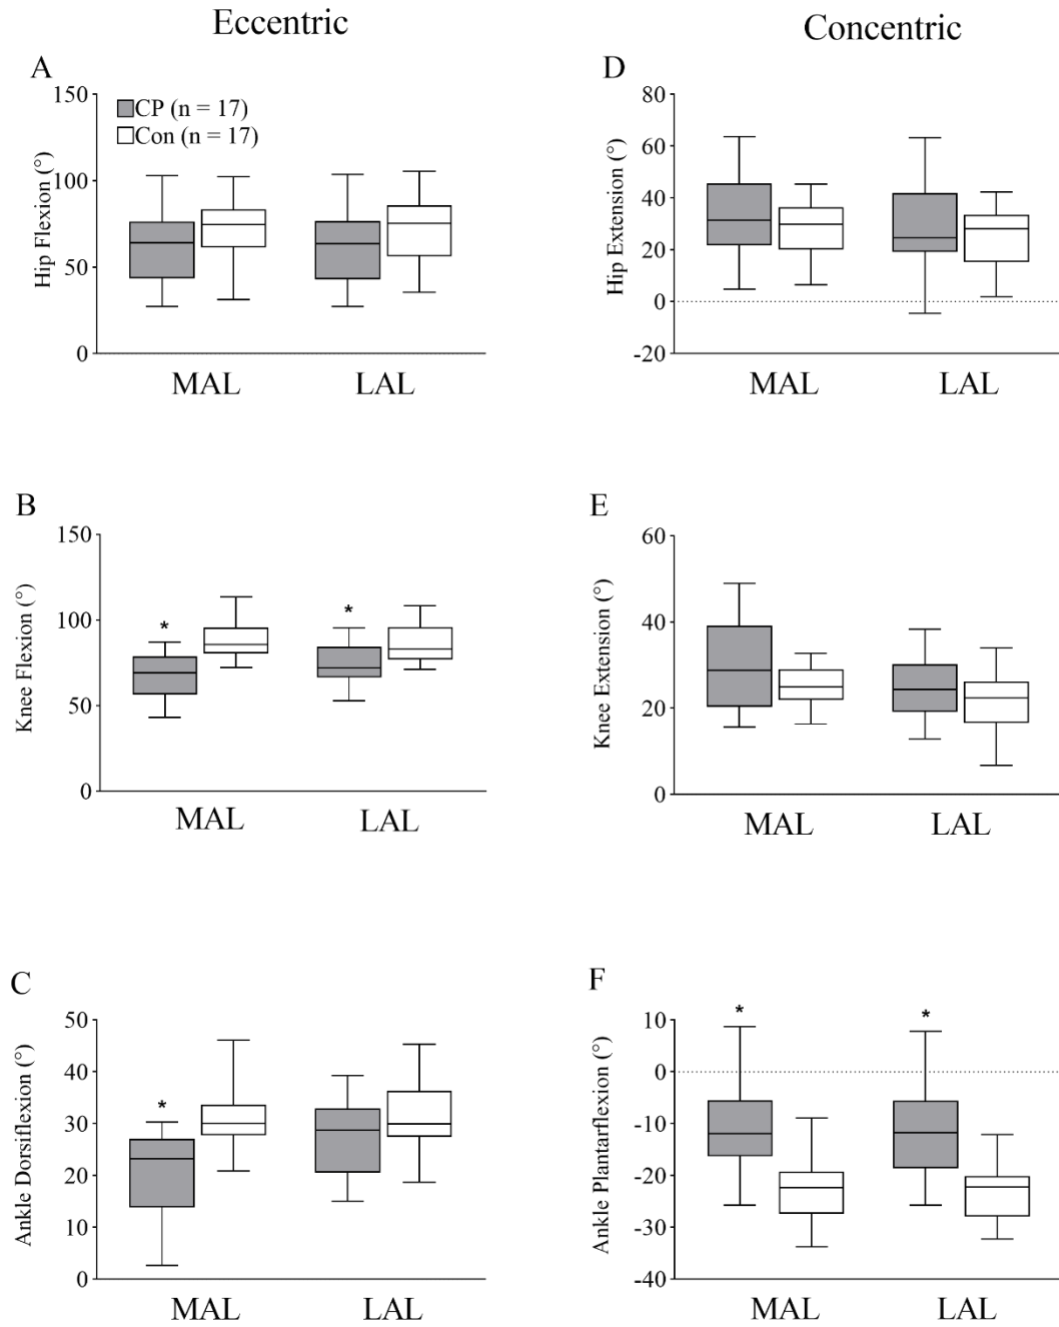 Eccentric
Concentric
A
150
100
50
0
Hip Flexion (°)
CP (n = 17)
Con (n = 17)
MAL LAL
D
80
60
40
20
0
-20
Hip Extension (°)
MAL LAL
B
150
100
50
0
Knee Flexion (°)
* *
MAL LAL
E
60
40
20
0
Knee Extension (°)
MAL LAL
C
50
40
30
20
10
0
Ankle Dorsiflexion (°)
*
MAL LAL
F
10
0
-10
-20
-30
-40
Ankle Plantarflexion (°)
* *
MAL LAL